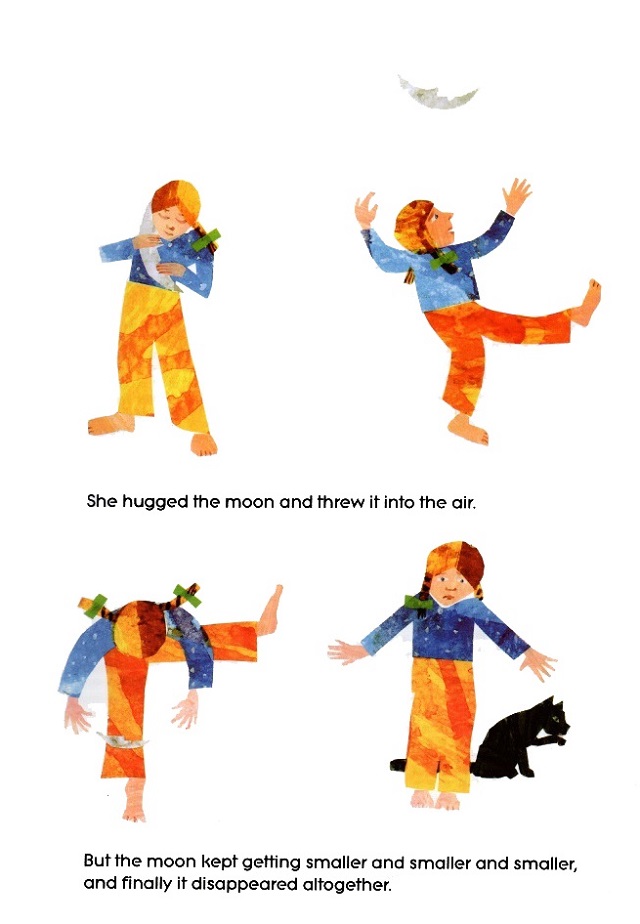 She hugged the moon and threw it into the air.
But the moon kept getting smaller and smaller and smaller,
and finally it disappeared altogether.